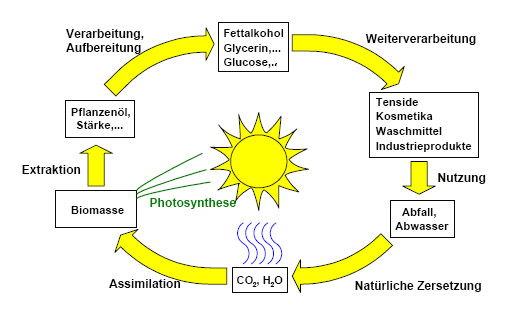 Verarbeitung,
Aufbereitung
Fettalkohol
Glycerin,...
Glucose,..
Weiterverarbeitung
Tenside
Kosmetika
Waschmittel
Industrieprodukte
Nutzung
Abfall,
Abwasser
Natürliche Zersetzung
CO2, H2O
Assimilation
Biomasse
Photosynthese
Extraktion
Pflanzenöl,
Stärke,...